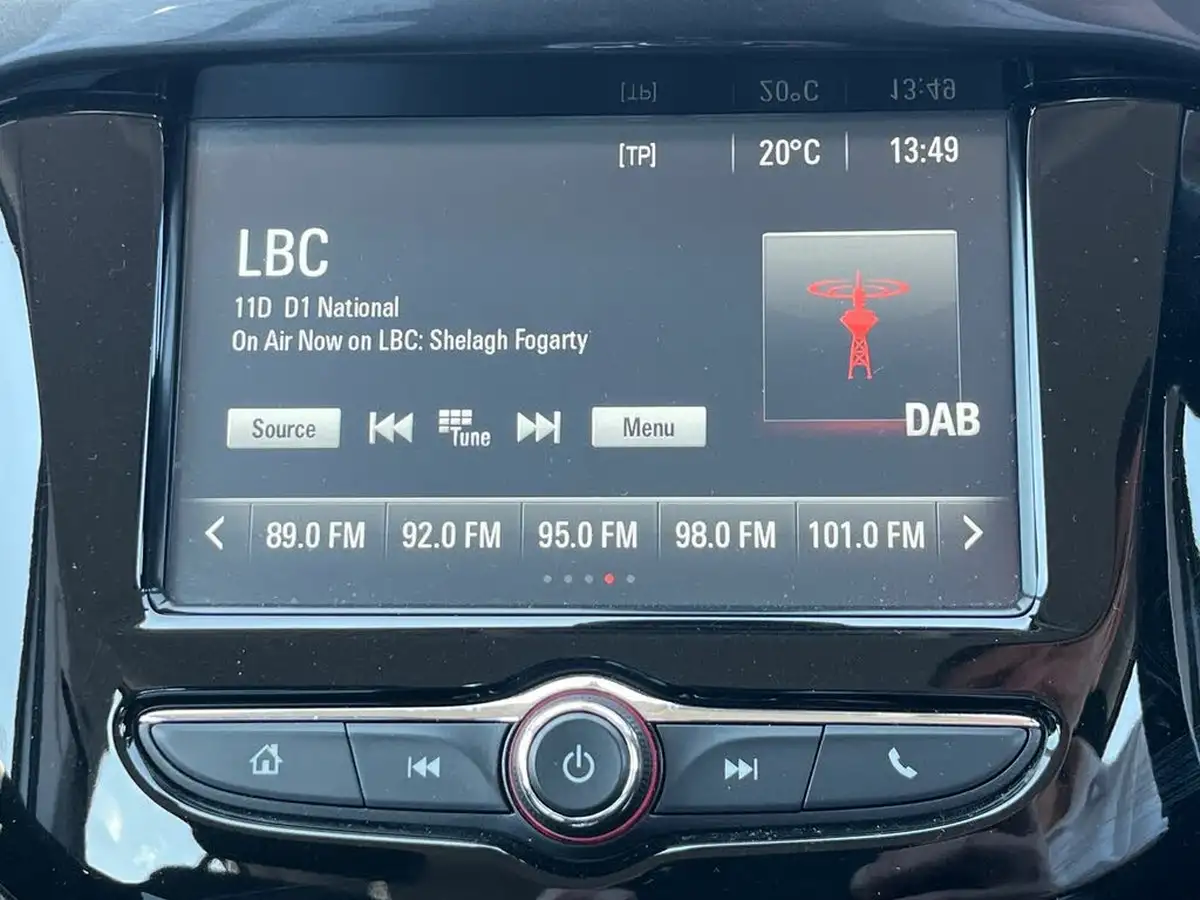 [TP] 20°C 13:49
LBC
11D D1 National
On Air Now on LBC: Shelagh Fogarty
Source Tune Menu
DAB
89.0 FM 92.0 FM 95.0 FM 98.0 FM 101.0 FM